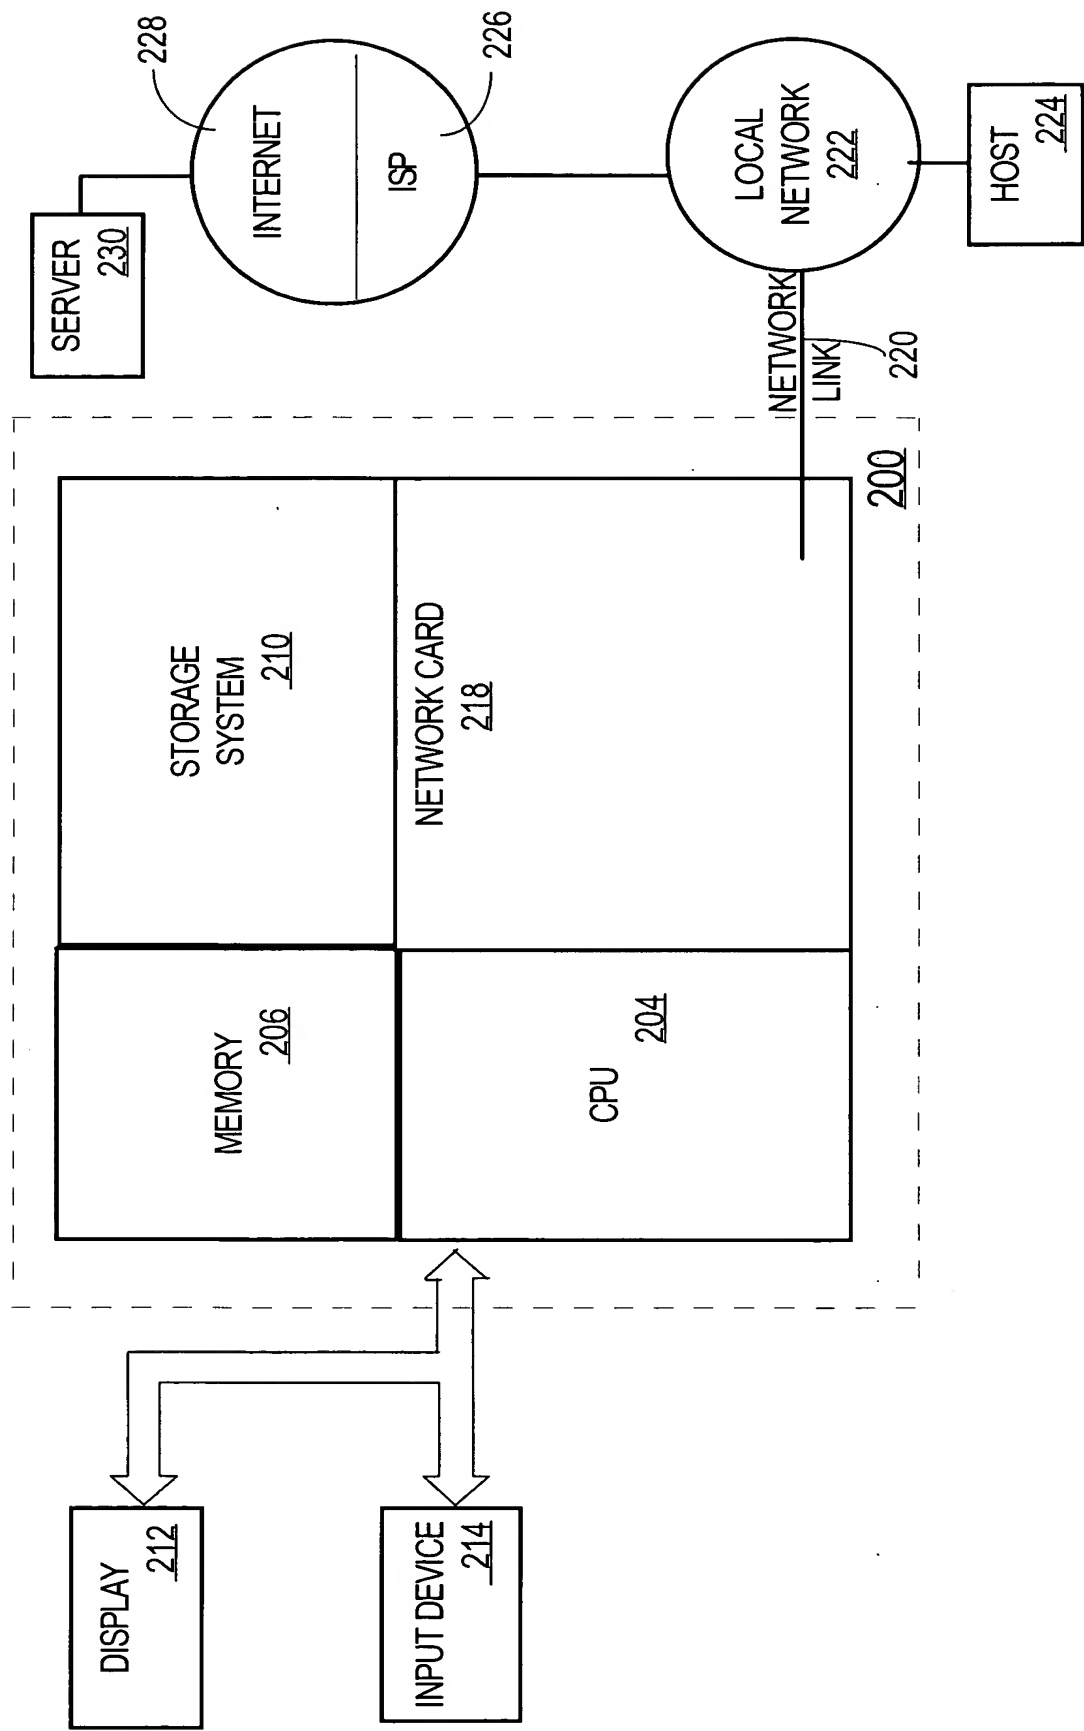 DISPLAY
212
INPUT DEVICE
214
MEMORY
206
STORAGE
SYSTEM
210
CPU
204
NETWORK CARD
218
200
NETWORK
LINK
220
SERVER
230
228
INTERNET
ISP
226
LOCAL
NETWORK
222
HOST
224